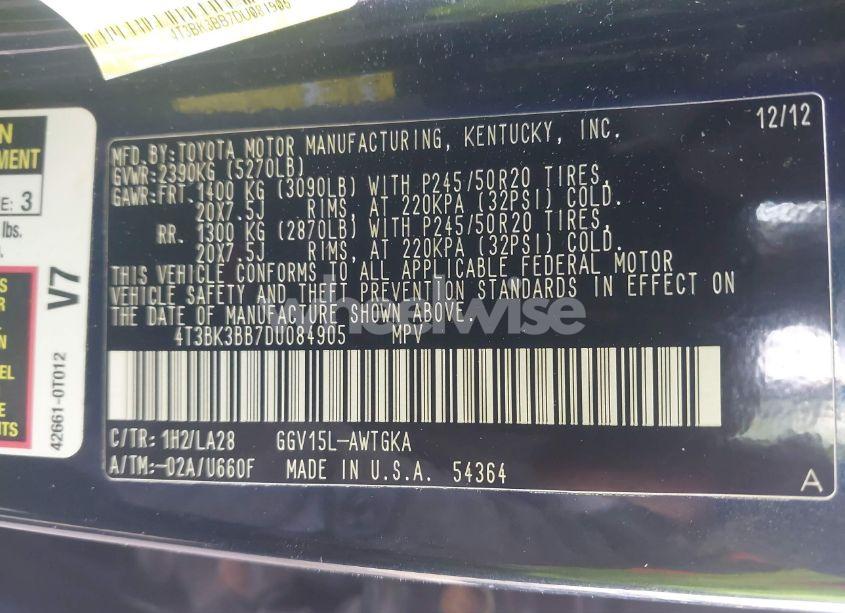 4T3BK3BB7DU081906
12/12
MFD.BY:TOYOTA MOTOR MANUFACTURING, KENTUCKY, INC.
GVWR:2390KG (5270LB)
GAWR:FRT. 1400 KG (3090LB) WITH P245/50R20 TIRES,
20X7.5J RIMS, AT 220KPA (32PSI) COLD.
RR. 1300 KG (2870LB) WITH P245/50R20 TIRES,
20X7.5J RIMS, AT 220KPA (32PSI) COLD.
THIS VEHICLE CONFORMS TO ALL APPLICABLE FEDERAL MOTOR
VEHICLE SAFETY AND THEFT PREVENTION STANDARDS IN EFFECT ON
THE DATE OF MANUFACTURE SHOWN ABOVE.
4T3BK3BB7DU084905 MPV
C/TR: 1H2/LA28 GGV15L-AWTGKA
A/TM:-02A/U660F MADE IN U.S.A. 54364
A
E: 3
lbs.
V7
42661-0T012
wheelwise